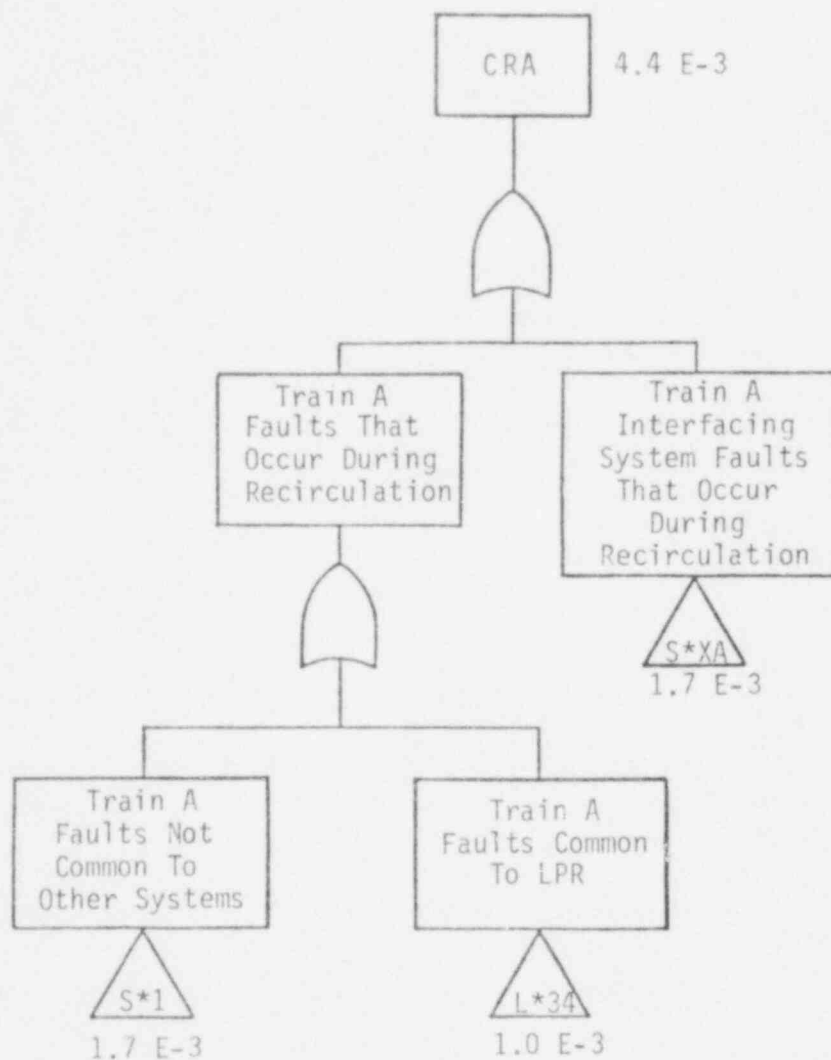 CRA
4.4 E-3
Train A
Faults That
Occur During
Recirculation
Train A
Interfacing
System Faults
That Occur
During
Recirculation
S*XA
1.7 E-3
Train A
Faults Not
Common To
Other Systems
Train A
Faults Common
To LPR
S*1
1.7 E-3
L*34
1.0 E-3